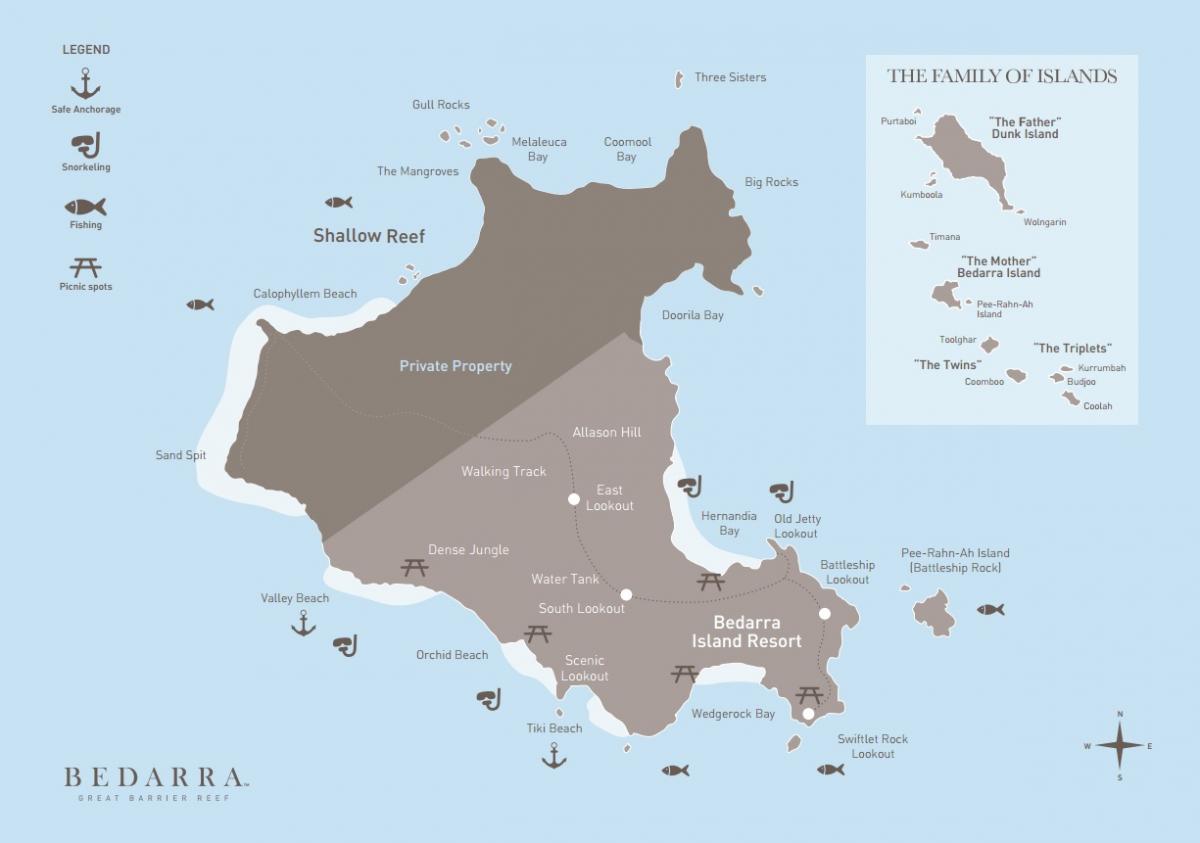 LEGEND
Safe Anchorage
Snorkeling
Fishing
Picnic spots
Three Sisters
Gull Rocks
Melaleuca
Bay
Coomool
Bay
The Mangroves
Big Rocks
Shallow Reef
Calophyllem Beach
Doorila Bay
Private Property
Allason Hill
Sand Spit
Walking Track
East
Lookout
Hernandia
Bay
Old Jetty
Lookout
Dense Jungle
Battleship
Lookout
Pee-Rahn-Ah Island
(Battleship Rock)
Water Tank
South Lookout
Valley Beach
Bedarra
Island Resort
Orchid Beach
Scenic
Lookout
Wedgerock Bay
Tiki Beach
Swiftlet Rock
Lookout
THE FAMILY OF ISLANDS
Purtaboi
"The Father"
Dunk Island
Kumboola
Wolngarin
Timana
"The Mother"
Bedarra Island
Pee-Rahn-Ah
Island
Toolghar
"The Twins"
Coomboo
"The Triplets"
Kurrumbah
Budjoo
Coolah
N
W
E
S
BEDARRA™
GREAT BARRIER REEF